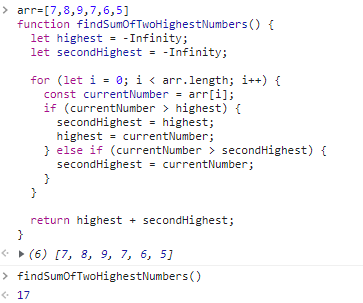 > arr=[7,8,9,7,6,5]
function findSumOfTwoHighestNumbers() {
let highest = -Infinity;
let secondHighest = -Infinity;
for (let i = 0; i < arr.length; i++) {
const currentNumber = arr[i];
if (currentNumber > highest) {
secondHighest = highest;
highest = currentNumber;
} else if (currentNumber > secondHighest) {
secondHighest = currentNumber;
}
}
return highest + secondHighest;
}
(6) [7, 8, 9, 7, 6, 5]
> findSumOfTwoHighestNumbers()
17